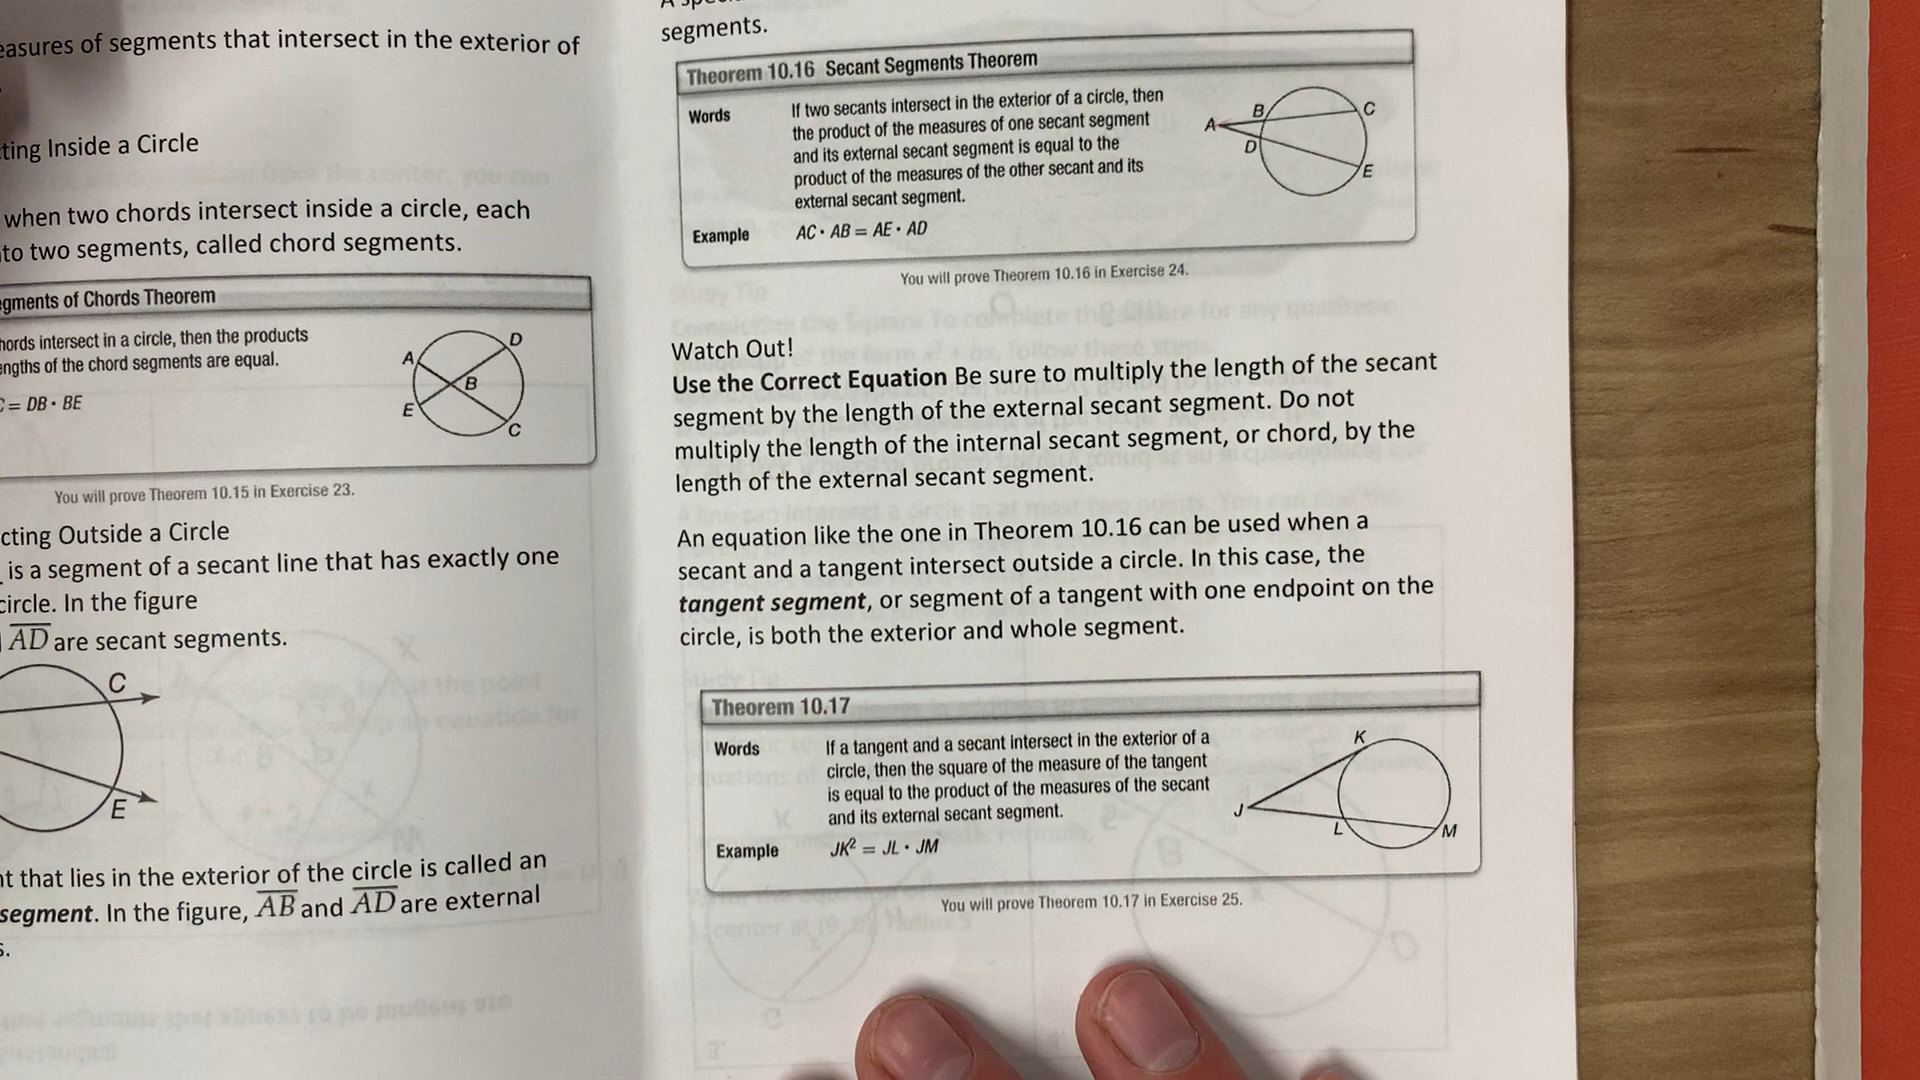 easures of segments that intersect in the exterior of
ting Inside a Circle
when two chords intersect inside a circle, each
to two segments, called chord segments.
gments of Chords Theorem
hords intersect in a circle, then the products
engths of the chord segments are equal.
C = DB • BE
A
D
B
E
C
You will prove Theorem 10.15 in Exercise 23.
cting Outside a Circle
is a segment of a secant line that has exactly one
circle. In the figure
AD are secant segments.
C
E
nt that lies in the exterior of the circle is called an
segment. In the figure, AB and AD are external
s.
segments.
Theorem 10.16 Secant Segments Theorem
Words
If two secants intersect in the exterior of a circle, then
the product of the measures of one secant segment
and its external secant segment is equal to the
product of the measures of the other secant and its
external secant segment.
Example
AC • AB = AE • AD
A
B
C
D
E
You will prove Theorem 10.16 in Exercise 24.
Watch Out!
Use the Correct Equation Be sure to multiply the length of the secant
segment by the length of the external secant segment. Do not
multiply the length of the internal secant segment, or chord, by the
length of the external secant segment.
An equation like the one in Theorem 10.16 can be used when a
secant and a tangent intersect outside a circle. In this case, the
tangent segment, or segment of a tangent with one endpoint on the
circle, is both the exterior and whole segment.
Theorem 10.17
Words
If a tangent and a secant intersect in the exterior of a
circle, then the square of the measure of the tangent
is equal to the product of the measures of the secant
and its external secant segment.
Example
JK² = JL • JM
K
J
L
M
You will prove Theorem 10.17 in Exercise 25.